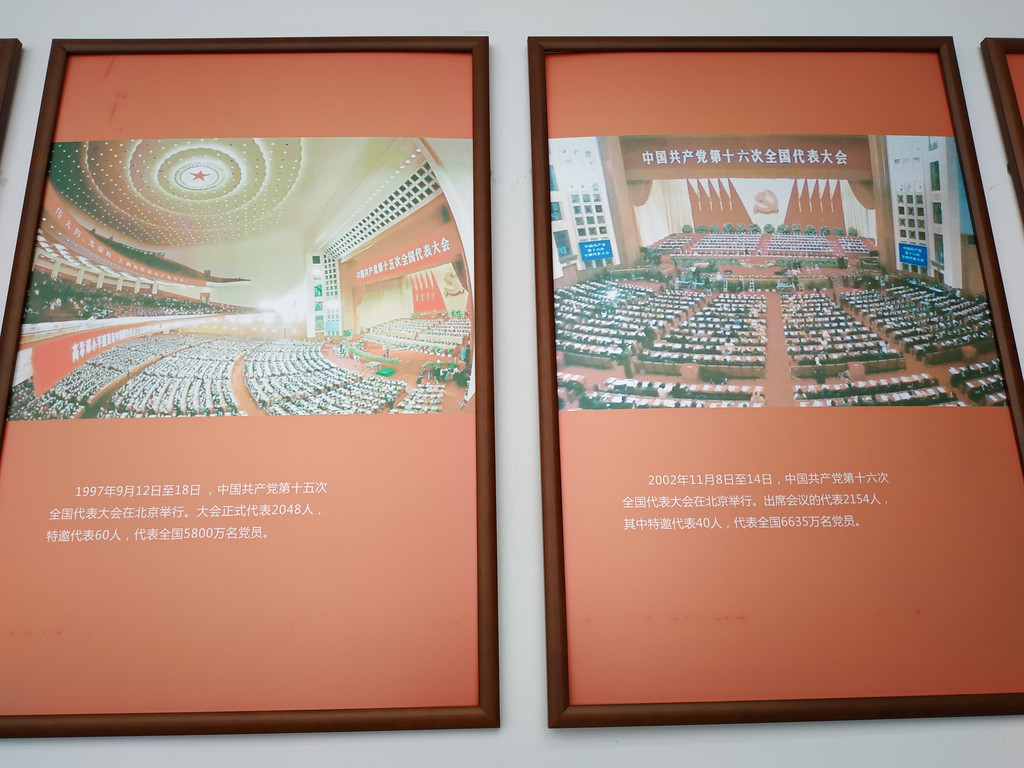 中国共产党第十五次全国代表大会
1997年9月12日至18日，中国共产党第十五次
全国代表大会在北京举行。大会正式代表2048人，
特邀代表60人，代表全国5800万名党员。
中国共产党第十六次全国代表大会
2002年11月8日至14日，中国共产党第十六次
全国代表大会在北京举行。出席会议的代表2154人，
其中特邀代表40人，代表全国6635万名党员。